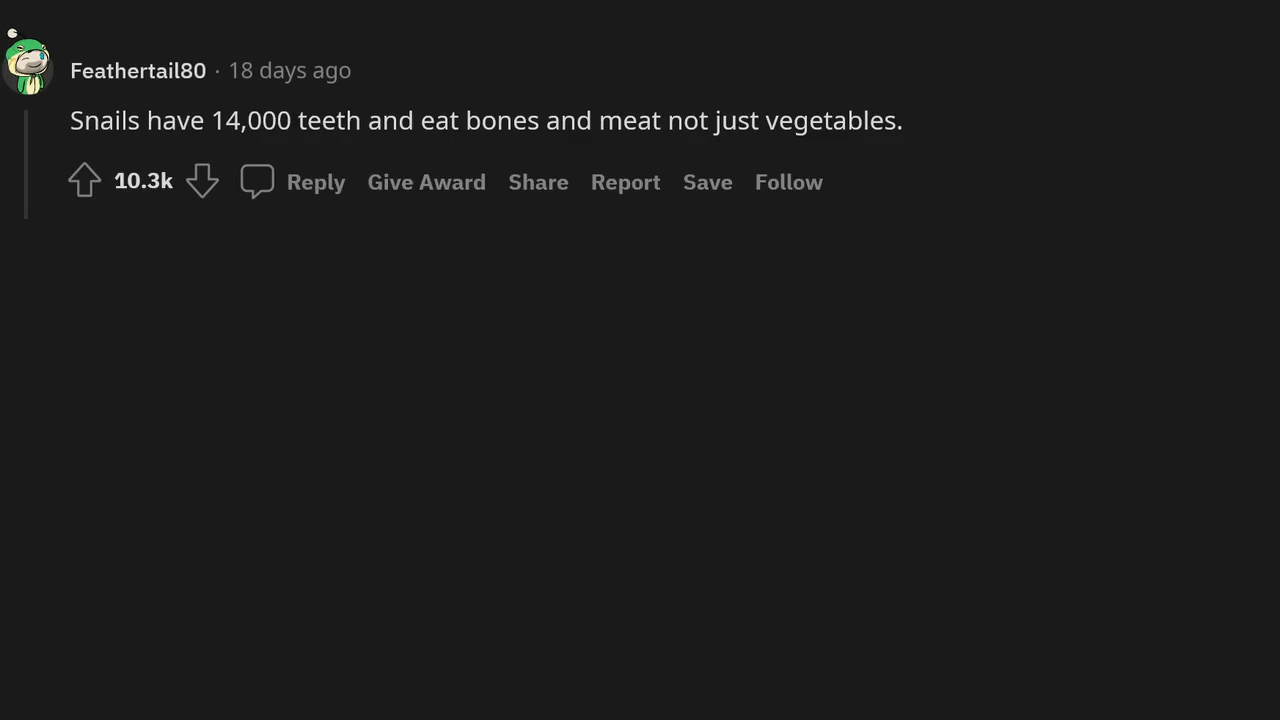 Feathertail80 · 18 days ago
Snails have 14,000 teeth and eat bones and meat not just vegetables.
10.3k Reply Give Award Share Report Save Follow